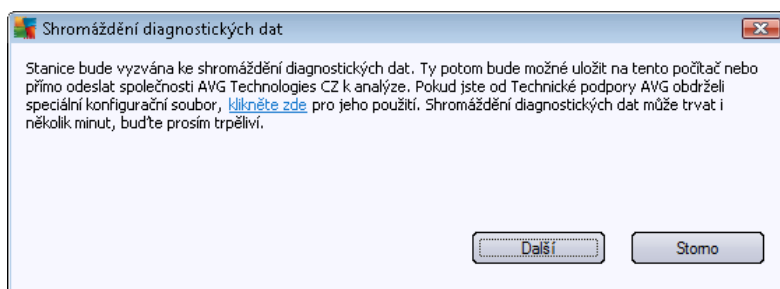 Shromáždění diagnostických dat
Stanice bude vyzvána ke shromáždění diagnostických dat. Ty potom bude možné uložit na tento počítač nebo
přímo odeslat společnosti AVG Technologies CZ k analýze. Pokud jste od Technické podpory AVG obdrželi
speciální konfigurační soubor, klikněte zde pro jeho použití. Shromáždění diagnostických dat může trvat i
několik minut, buďte prosím trpěliví.
Další
Storno